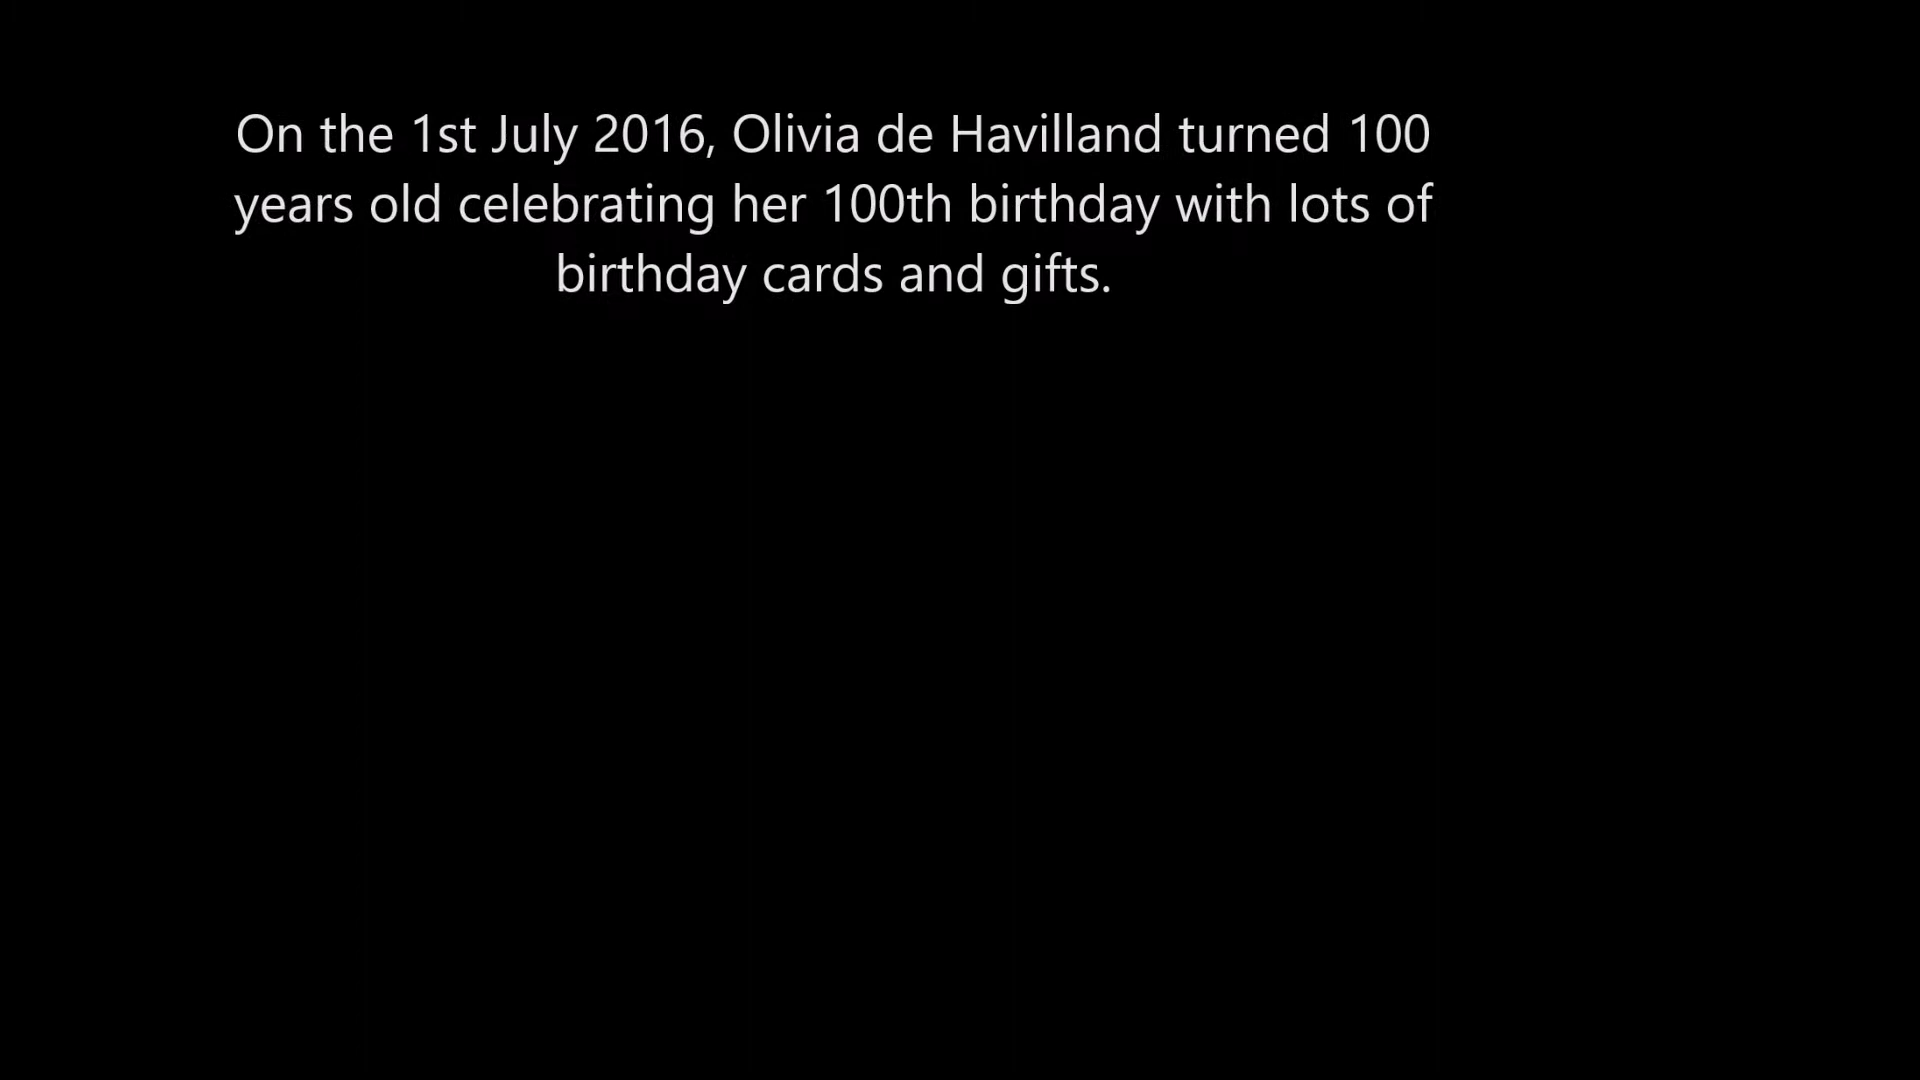 On the 1st July 2016, Olivia de Havilland turned 100
years old celebrating her 100th birthday with lots of
birthday cards and gifts.